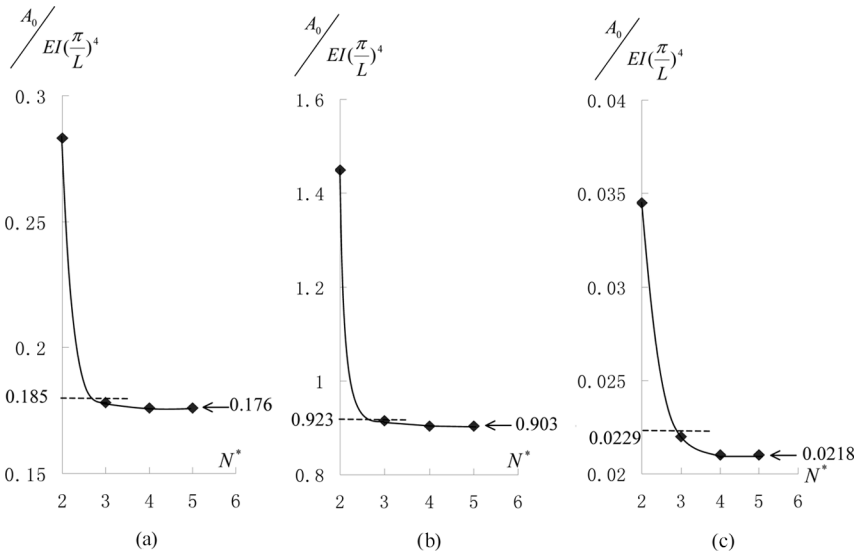 A₀ / EI(π/L)⁴
0.3
0.25
0.2
0.185
0.15
0.176
N*
2 3 4 5 6
(a)
A₀ / EI(π/L)⁴
1.6
1.4
1.2
1
0.923
0.8
0.903
N*
2 3 4 5 6
(b)
A₀ / EI(π/L)⁴
0.04
0.035
0.03
0.025
0.0229
0.02
0.0218
N*
2 3 4 5 6
(c)